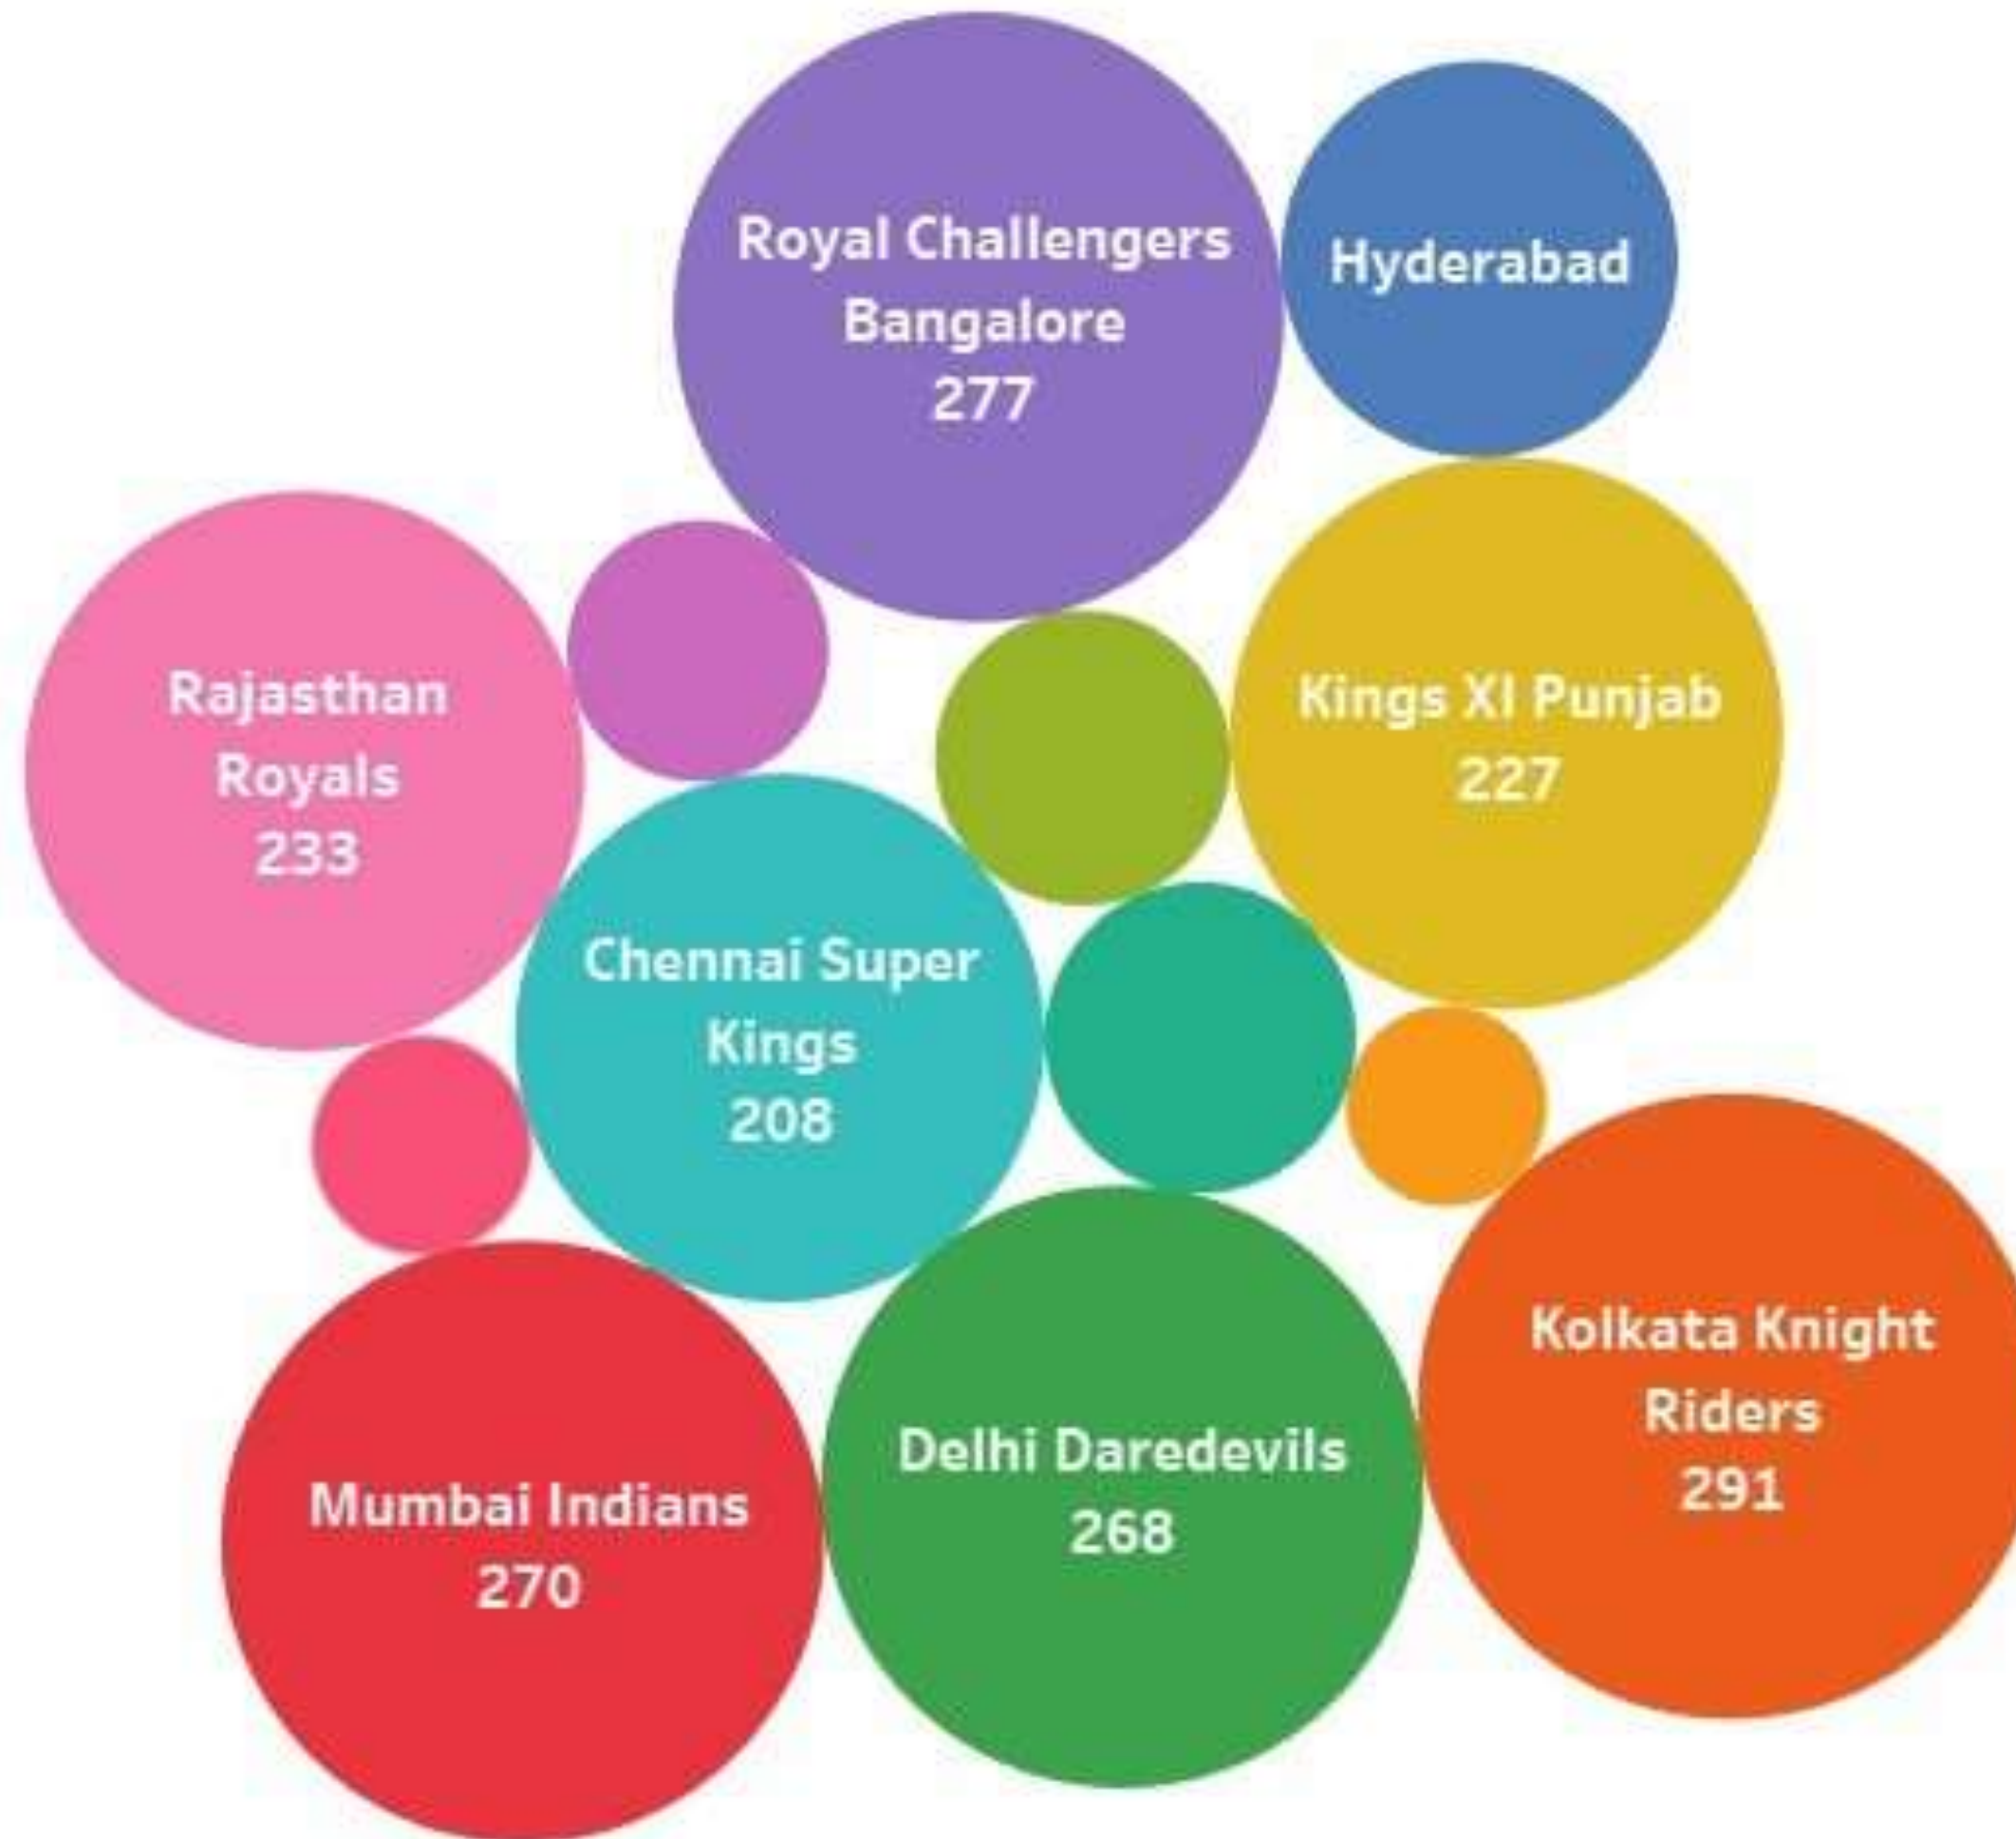 Royal Challengers
Bangalore
277
Hyderabad
Rajasthan
Royals
233
Kings XI Punjab
227
Chennai Super
Kings
208
Kolkata Knight
Riders
291
Delhi Daredevils
268
Mumbai Indians
270